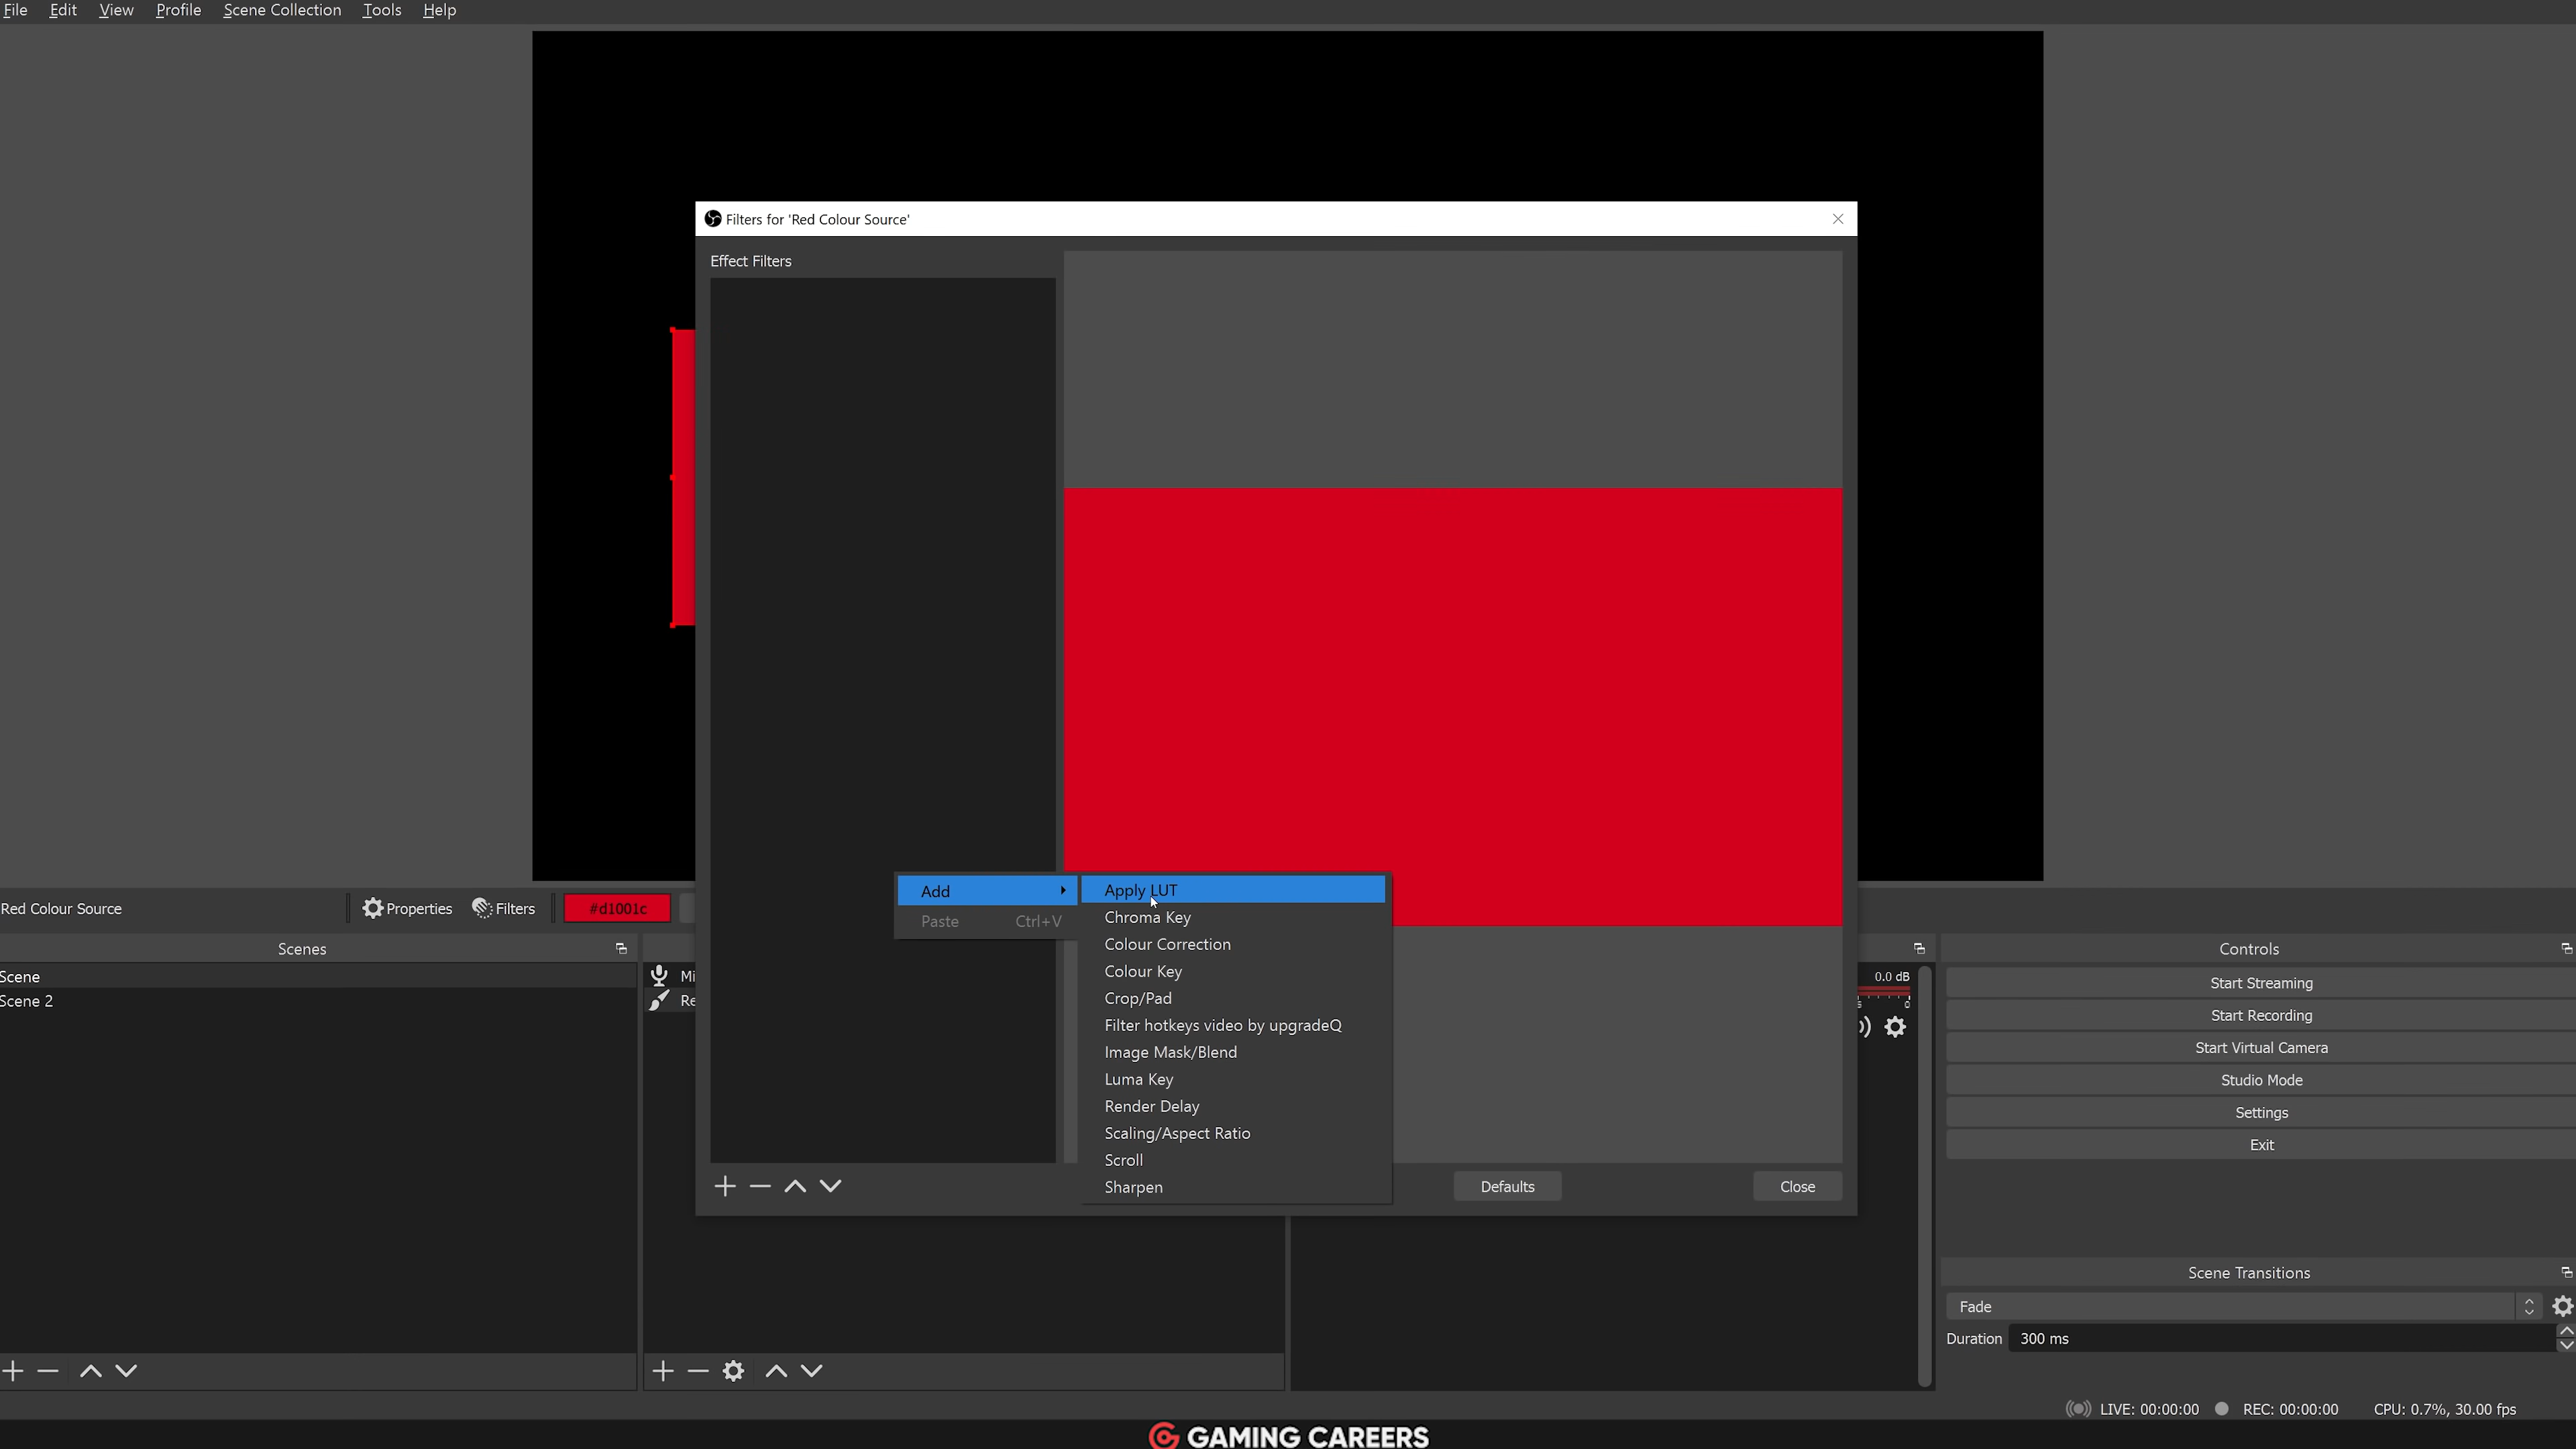 File Edit View Profile Scene Collection Tools Help
Filters for 'Red Colour Source'
Effect Filters
Add
Paste Ctrl+V
Apply LUT
Chroma Key
Colour Correction
Colour Key
Crop/Pad
Filter hotkeys video by upgradeQ
Image Mask/Blend
Luma Key
Render Delay
Scaling/Aspect Ratio
Scroll
Sharpen
Defaults
Close
Red Colour Source
Properties
Filters
#d1001c
Scenes
Scene
Scene 2
Mi
Re
0.0 dB
0
Controls
Start Streaming
Start Recording
Start Virtual Camera
Studio Mode
Settings
Exit
Scene Transitions
Fade
Duration 300 ms
LIVE: 00:00:00 REC: 00:00:00 CPU: 0.7%, 30.00 fps
GAMING CAREERS